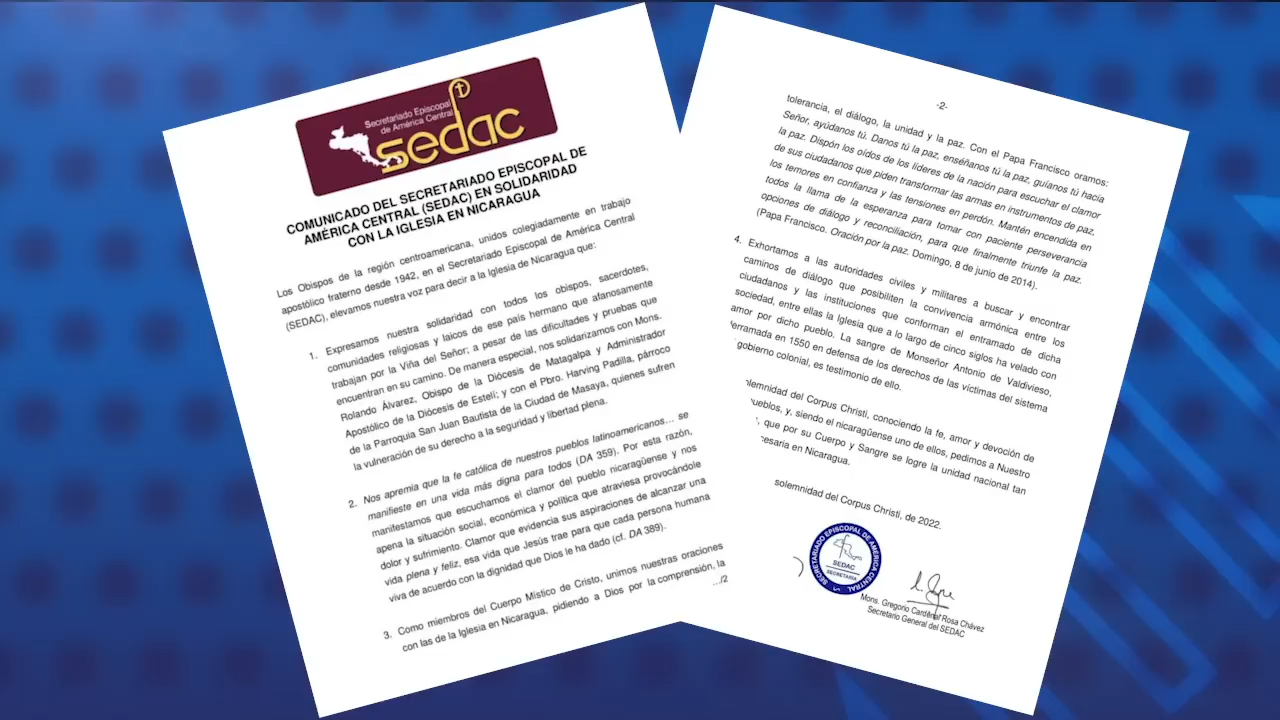 Secretariado Episcopal
de América Central
sedac
COMUNICADO DEL SECRETARIADO EPISCOPAL DE
AMÉRICA CENTRAL (SEDAC) EN SOLIDARIDAD
CON LA IGLESIA EN NICARAGUA
Los Obispos de la región centroamericana, unidos colegiadamente en trabajo
apostólico fraterno desde 1942, en el Secretariado Episcopal de América Central
(SEDAC), elevamos nuestra voz para decir a la Iglesia de Nicaragua que:
1. Expresamos nuestra solidaridad con todos los obispos, sacerdotes,
comunidades religiosas y laicos de ese país hermano que afanosamente
trabajan por la Viña del Señor; a pesar de las dificultades y pruebas que
encuentran en su camino. De manera especial, nos solidarizamos con Mons.
Rolando Álvarez, Obispo de la Diócesis de Matagalpa y Administrador
Apostólico de la Diócesis de Estelí; y con el Pbro. Harving Padilla, párroco
de la Parroquia San Juan Bautista de la Ciudad de Masaya, quienes sufren
la vulneración de su derecho a la seguridad y libertad plena.
2. Nos apremia que la fe católica de nuestros pueblos latinoamericanos... se
manifieste en una vida más digna para todos (DA 359). Por esta razón,
manifestamos que escuchamos el clamor del pueblo nicaragüense y nos
apena la situación social, económica y política que atraviesa provocándole
dolor y sufrimiento. Clamor que evidencia sus aspiraciones de alcanzar una
vida plena y feliz, esa vida que Jesús trae para que cada persona humana
viva de acuerdo con la dignidad que Dios le ha dado (cf. DA 389).
3. Como miembros del Cuerpo Místico de Cristo, unimos nuestras oraciones
con las de la Iglesia en Nicaragua, pidiendo a Dios por la comprensión, la
.../2
-2-
tolerancia, el diálogo, la unidad y la paz. Con el Papa Francisco oramos:
Señor, ayúdanos tú. Danos tú la paz, enséñanos tú la paz, guíanos tú hacia
la paz. Dispón los oídos de los líderes de la nación para escuchar el clamor
de sus ciudadanos que piden transformar las armas en instrumentos de paz,
los temores en confianza y las tensiones en perdón. Mantén encendida en
todos la llama de la esperanza para tomar con paciente perseverancia
opciones de diálogo y reconciliación, para que finalmente triunfe la paz.
(Papa Francisco. Oración por la paz. Domingo, 8 de junio de 2014).
4. Exhortamos a las autoridades civiles y militares a buscar y encontrar
caminos de diálogo que posibiliten la convivencia armónica entre los
ciudadanos y las instituciones que conforman el entramado de dicha
sociedad, entre ellas la Iglesia que a lo largo de cinco siglos ha velado con
amor por dicho pueblo. La sangre de Monseñor Antonio de Valdivieso,
derramada en 1550 en defensa de los derechos de las víctimas del sistema
gobierno colonial, es testimonio de ello.
olemnidad del Corpus Christi, conociendo la fe, amor y devoción de
pueblos, y, siendo el nicaragüense uno de ellos, pedimos a Nuestro
, que por su Cuerpo y Sangre se logre la unidad nacional tan
cesaria en Nicaragua.
solemnidad del Corpus Christi, de 2022.
SECRETARIADO EPISCOPAL DE AMÉRICA CENTRAL
SEDAC
SECRETARIA
Mons. Gregorio Cardenal Rosa Chávez
Secretario General del SEDAC